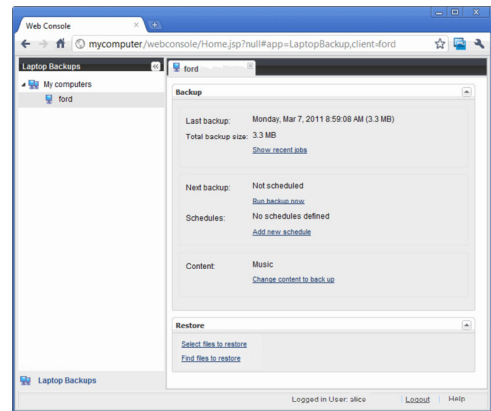 Web Console
mycomputer/webconsole/Home.jsp?null#app=LaptopBackup,client=ford
Laptop Backups
ford
My computers
ford
Backup
Last backup: Monday, Mar 7, 2011 8:59:08 AM (3.3 MB)
Total backup size: 3.3 MB
Show recent jobs
Next backup: Not scheduled
Run backup now
Schedules: No schedules defined
Add new schedule
Content: Music
Change content to back up
Restore
Select files to restore
Find files to restore
Laptop Backups
Logged in User: alice Logout Help